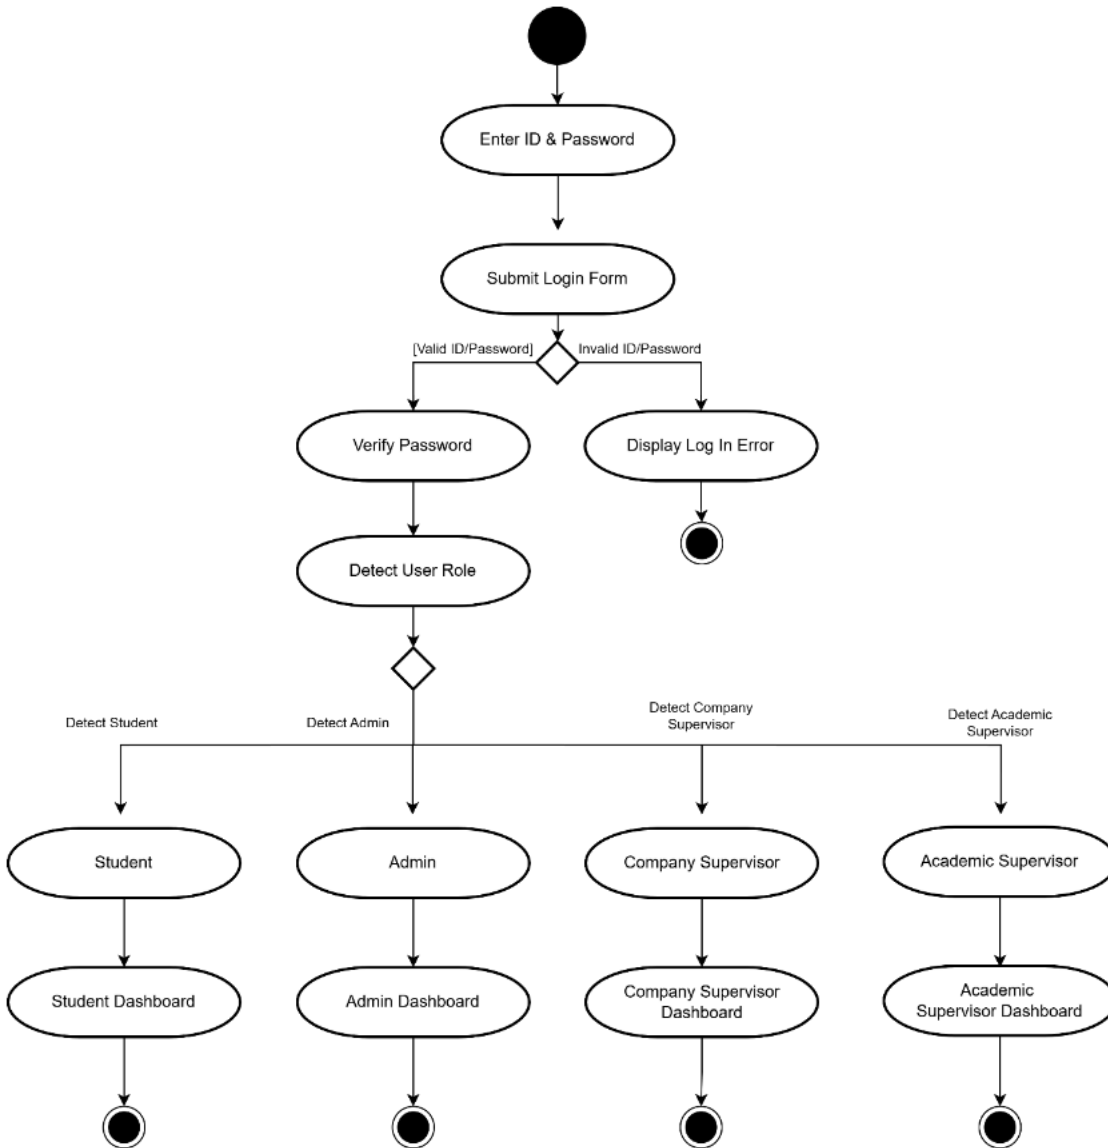 Enter ID & Password
Submit Login Form
[Valid ID/Password]
Invalid ID/Password
Verify Password
Display Log In Error
Detect User Role
Detect Student
Detect Admin
Detect Company
Supervisor
Detect Academic
Supervisor
Student
Admin
Company Supervisor
Academic Supervisor
Student Dashboard
Admin Dashboard
Company Supervisor
Dashboard
Academic
Supervisor Dashboard